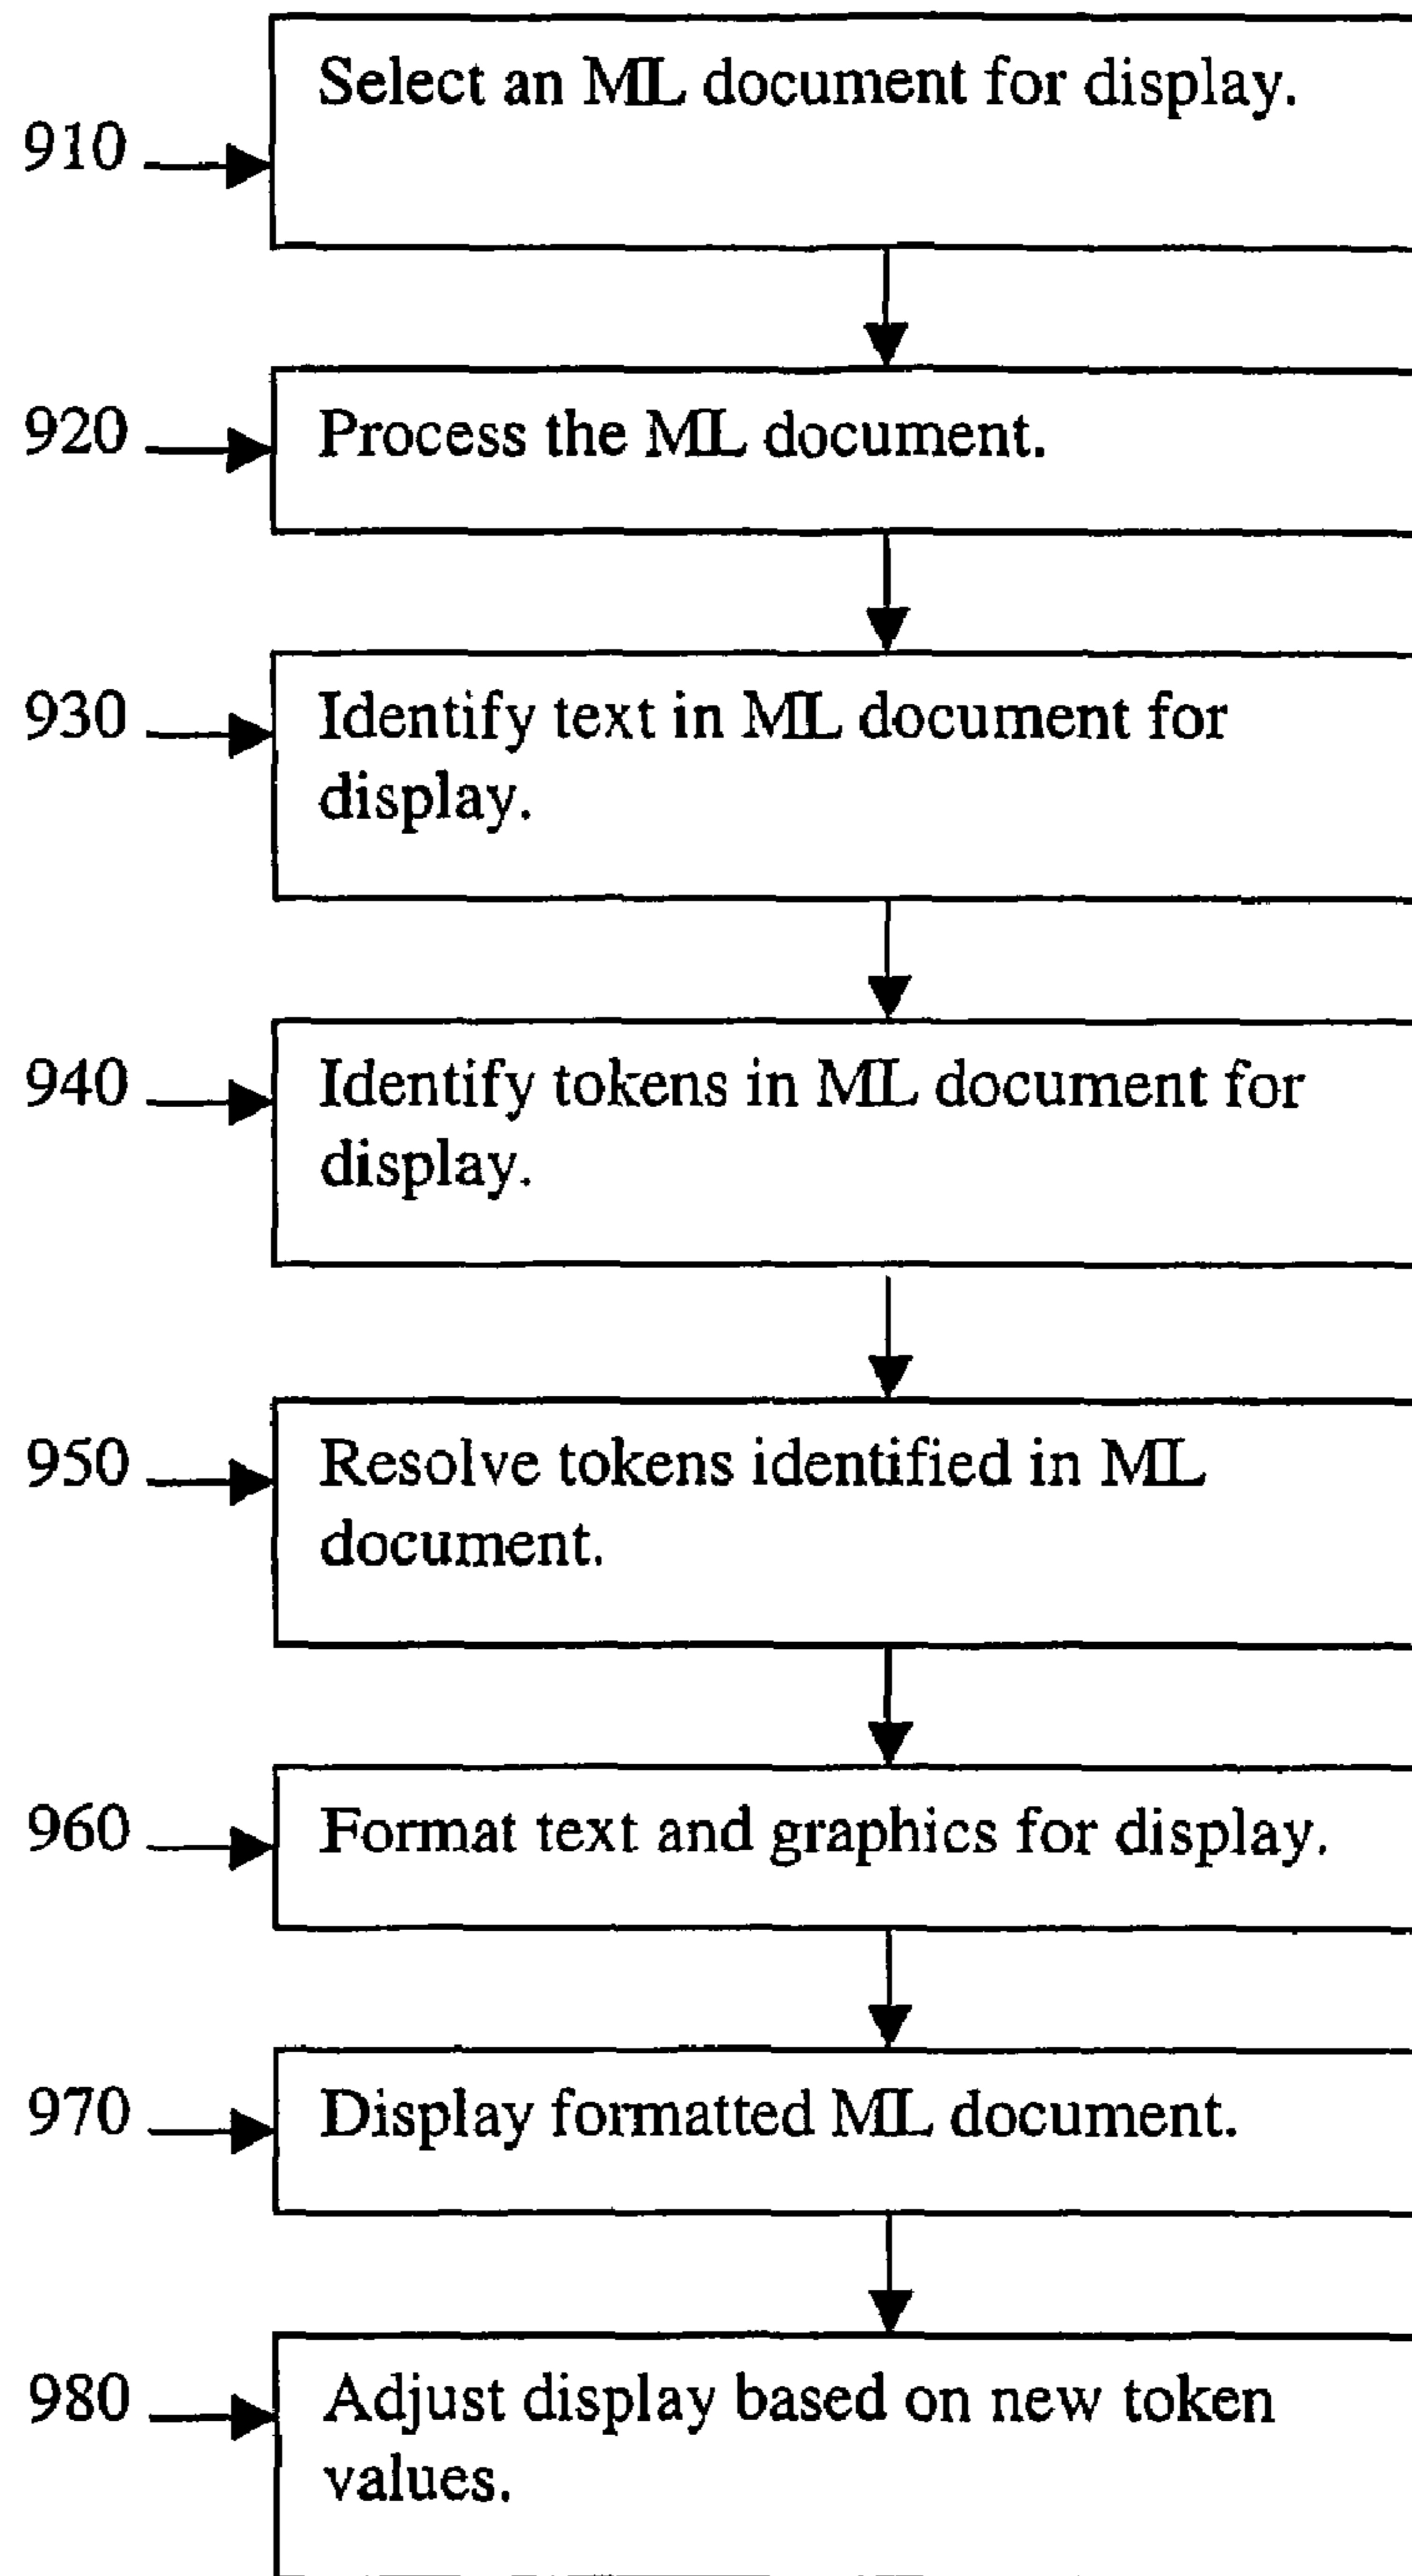 Select an ML document for display.
910
920
Process the ML document.
930
Identify text in ML document for
display.
940
Identify tokens in ML document for
display.
950
Resolve tokens identified in ML
document.
960
Format text and graphics for display.
970
Display formatted ML document.
980
Adjust display based on new token
values.